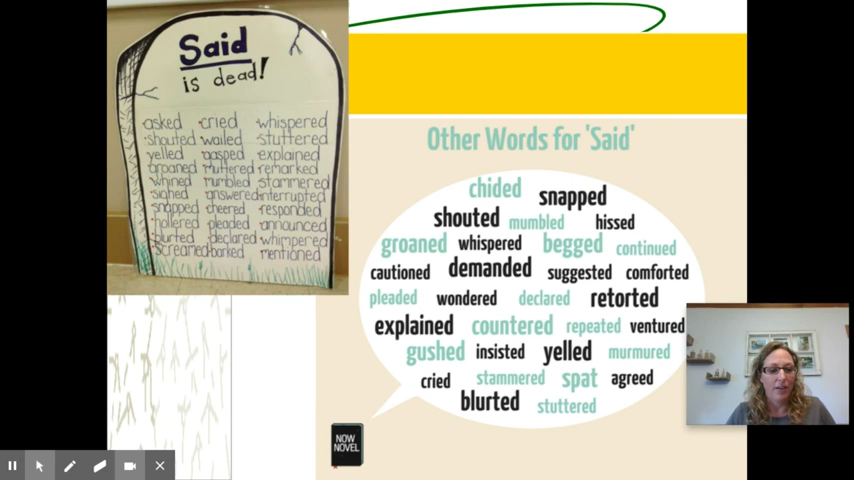 Said
is dead!
asked cried whispered
shouted wailed stuttered
yelled gasped explained
groaned muttered remarked
whined mumbled stammered
sighed answered interrupted
snapped cheered responded
hollered pleaded announced
blurted declared whimpered
screamed barked mentioned
Other Words for 'Said'
chided snapped
shouted mumbled hissed
groaned whispered begged continued
cautioned demanded suggested comforted
pleaded wondered declared retorted
explained countered repeated ventured
gushed insisted yelled murmured
cried stammered spat agreed
blurted stuttered
NOW
NOVEL